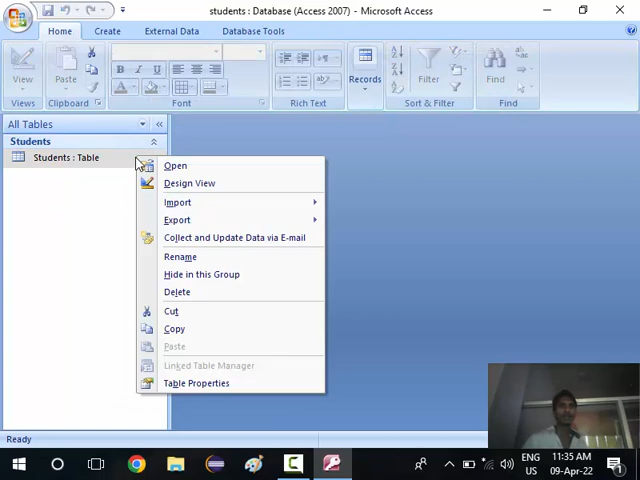 students : Database (Access 2007) - Microsoft Access
Home Create External Data Database Tools
View
Paste
B I U
A
Records
Filter
Find
Views Clipboard Font Rich Text Sort & Filter Find
All Tables
Students
Students : Table
Open
Design View
Import
Export
Collect and Update Data via E-mail
Rename
Hide in this Group
Delete
Cut
Copy
Paste
Linked Table Manager
Table Properties
Ready
ENG 11:35 AM
US 09-Apr-22
1